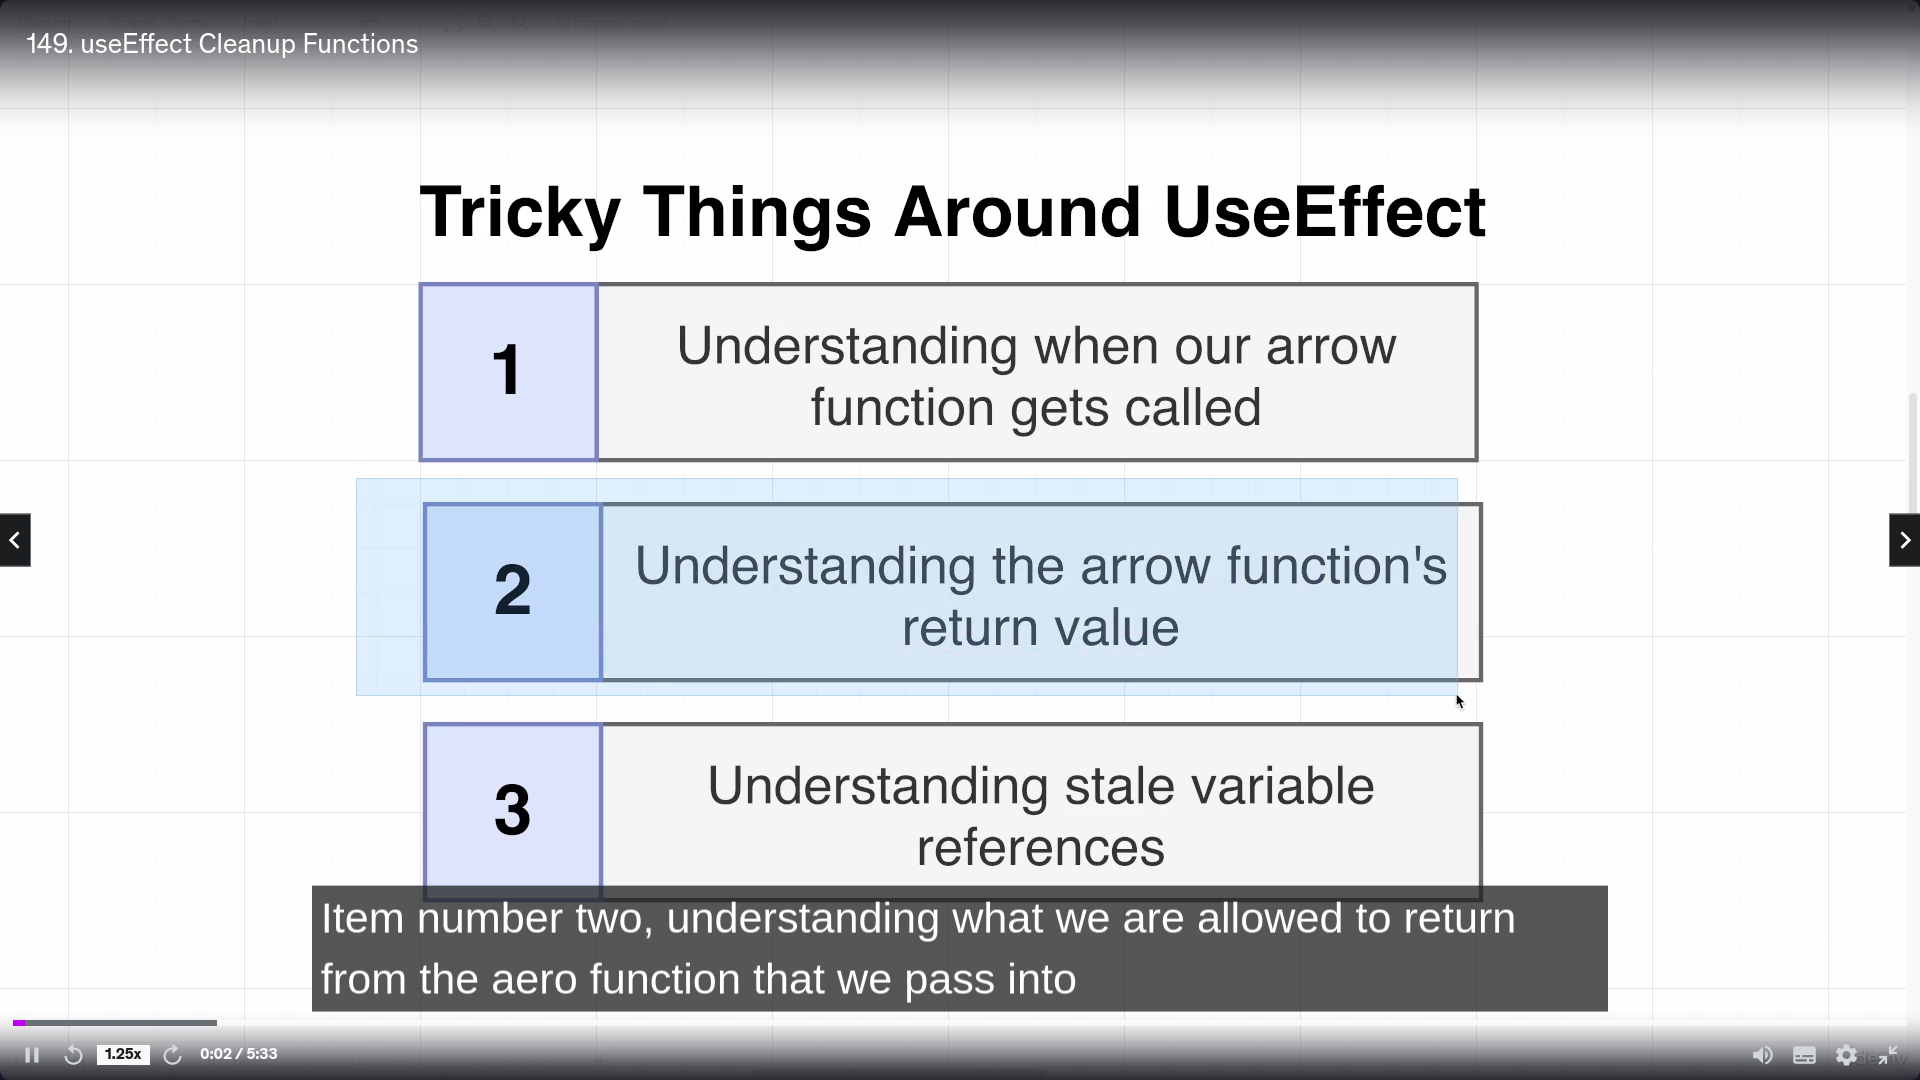 149. useEffect Cleanup Functions
Tricky Things Around UseEffect
1
Understanding when our arrow
function gets called
2
Understanding the arrow function's
return value
3
Understanding stale variable
references
Item number two, understanding what we are allowed to return
from the aero function that we pass into
1.25x
0:02 / 5:33